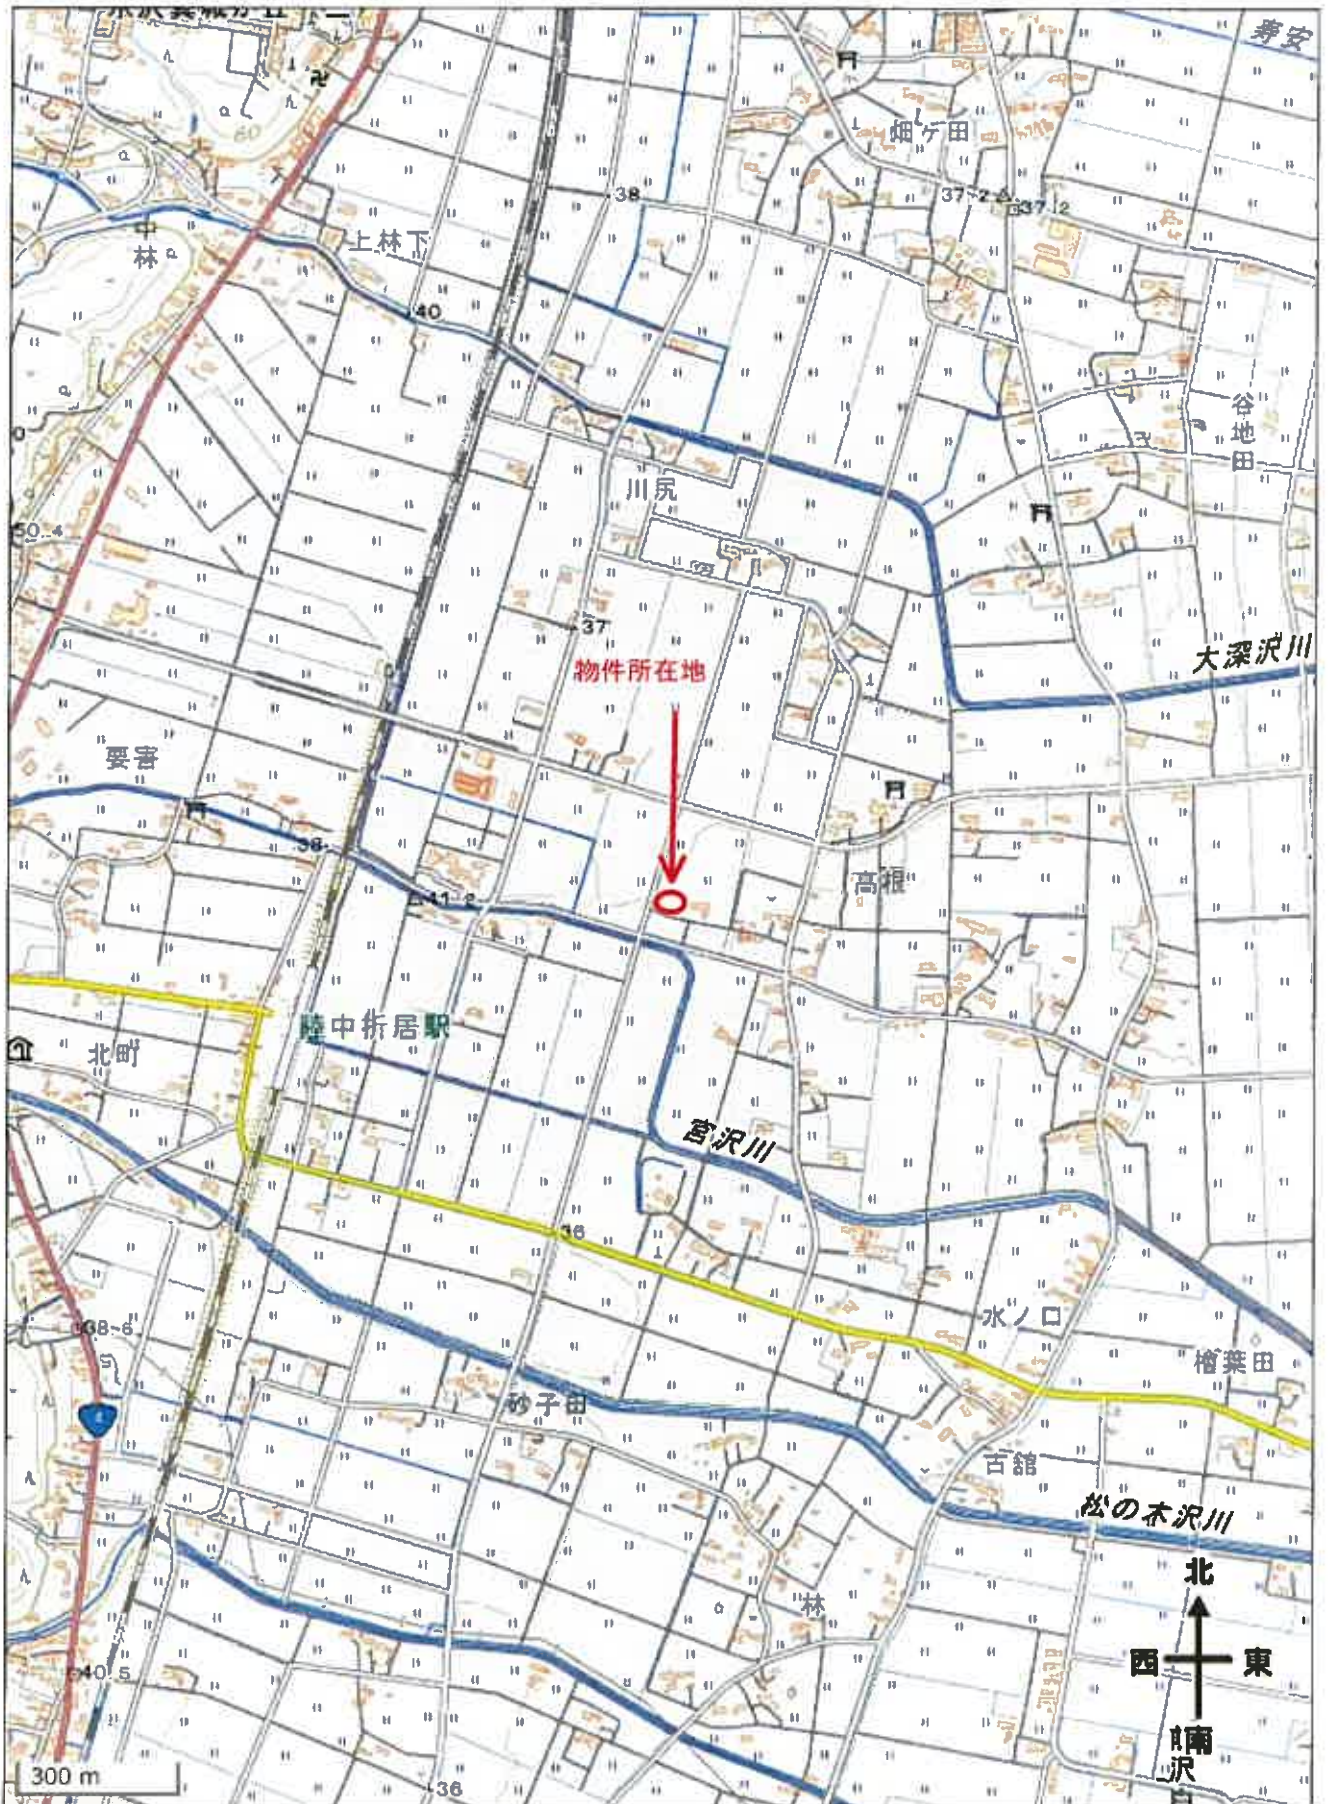 寿安
畑ケ田
38
37・2
37・2
中林
上林下
40
谷地田
川尻
50.4
37
物件所在地
大深沢川
要害
38
高根
陸中折居駅
北町
宮沢川
36
水ノ口
檜葉田
38・6
4
砂子田
古舘
松の木沢川
北
林
西
東
40.5
南
沢
300 m
36